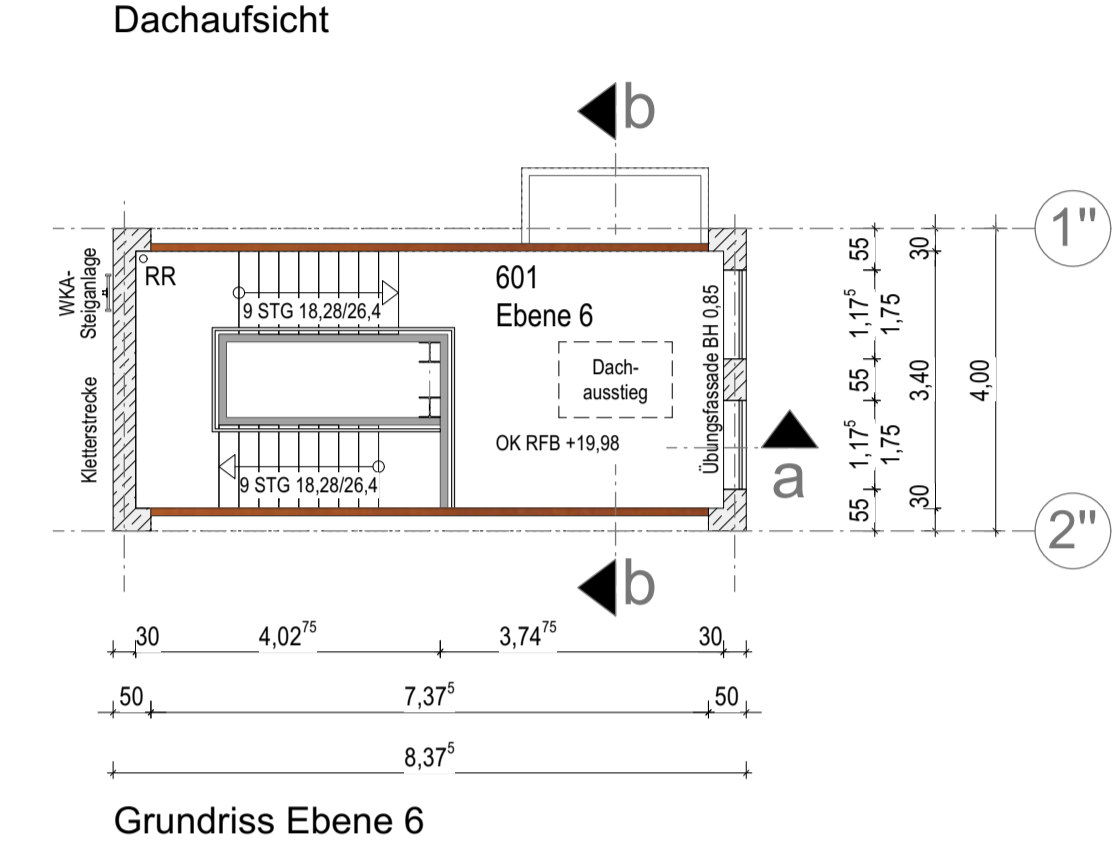 Dachaufsicht
b
1"
WKA-
Steiganlage
RR
9 STG 18,28/26,4
601
Ebene 6
Dach-
ausstieg
Übungsfassade BH 0,85
55
30
1,17⁵
1,75
55
3,40
4,00
Kletterstrecke
OK RFB +19,98
1,17⁵
1,75
a
9 STG 18,28/26,4
55
30
2"
b
30
4,02⁷⁵
3,74⁷⁵
30
50
7,37⁵
50
8,37⁵
Grundriss Ebene 6